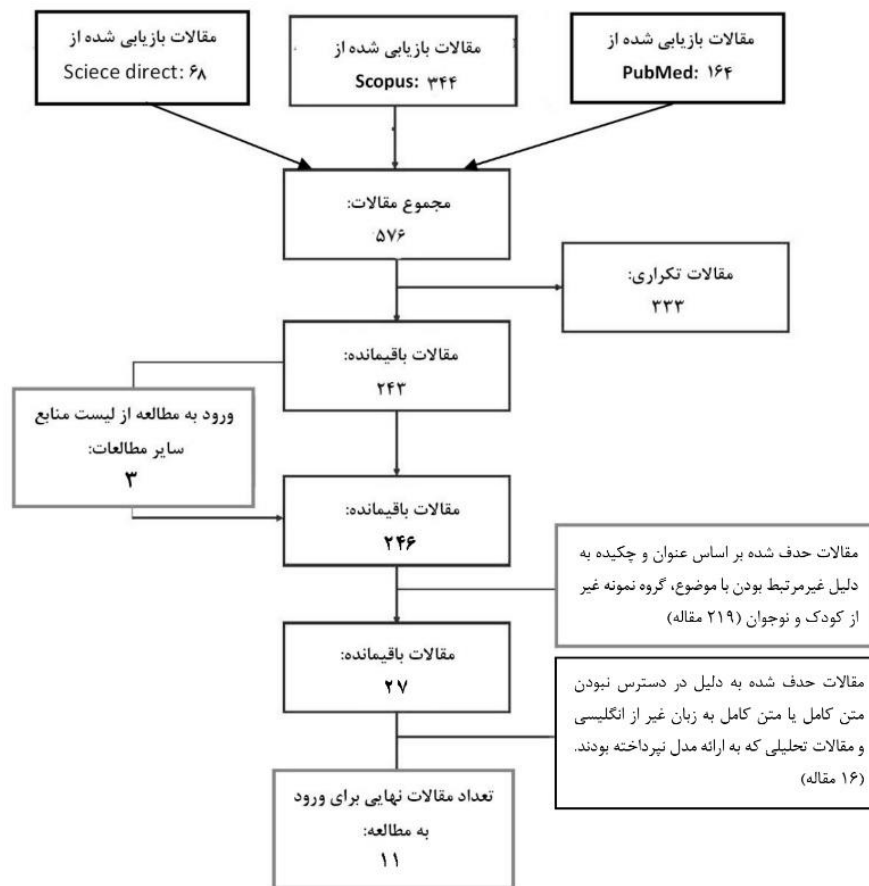 مقالات بازیابی شده از
PubMed: ۱۶۴
مقالات بازیابی شده از
Scopus: ۳۴۴
مقالات بازیابی شده از
Sciece direct: ۶۸
مجموع مقالات:
۵۷۶
مقالات تکراری:
۳۳۳
مقالات باقیمانده:
۲۴۳
ورود به مطالعه از لیست منابع
سایر مطالعات:
۳
مقالات باقیمانده:
۲۴۶
مقالات حذف شده بر اساس عنوان و چکیده به
دلیل غیرمرتبط بودن با موضوع، گروه نمونه غیر
از کودک و نوجوان (۲۱۹ مقاله)
مقالات باقیمانده:
۲۷
مقالات حذف شده به دلیل در دسترس نبودن
متن کامل یا متن کامل به زبان غیر از انگلیسی
و مقالات تحلیلی که به ارائه مدل نپرداخته بودند.
(۱۶ مقاله)
تعداد مقالات نهایی برای ورود
به مطالعه:
۱۱